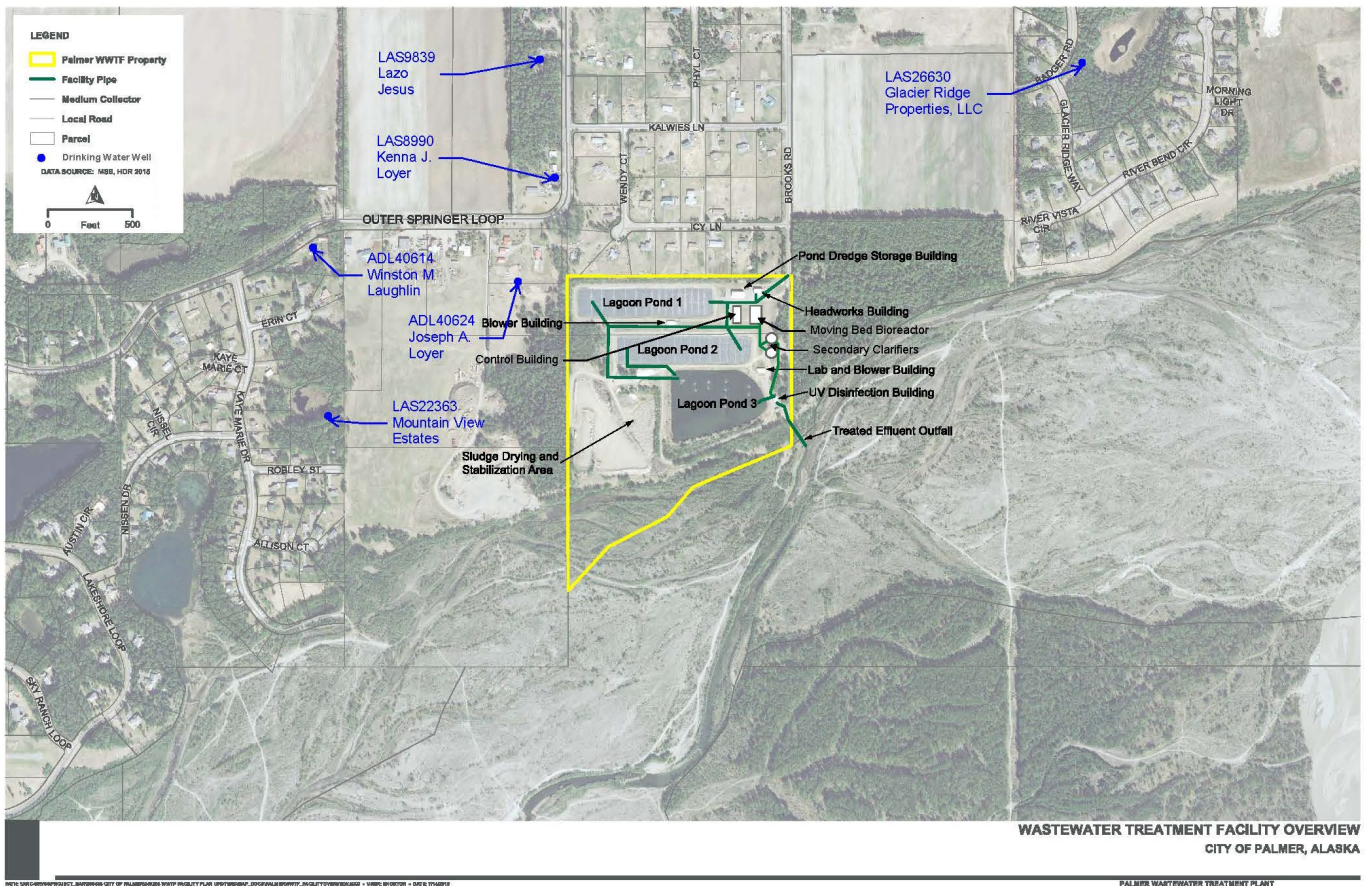 LEGEND
Palmer WWTF Property
Facility Pipe
Medium Collector
Local Road
Parcel
Drinking Water Well
DATA SOURCE: MSB, HDR 2015
0 Feet 500
LAS9839
Lazo
Jesus
LAS8990
Kenna J.
Loyer
LAS26630
Glacier Ridge
Properties, LLC
ADL40614
Winston M
Laughlin
ADL40624
Joseph A.
Loyer
LAS22363
Mountain View
Estates
PHYL CT
KALWIES LN
WENDY CT
BROOKS RD
ICY LN
OUTER SPRINGER LOOP
BADGER RD
GLACIER RIDGE WAY
MORNING
LIGHT DR
RIVER BEND CIR
RIVER VISTA
CIR
ERIN CT
KAYE
MARIE CT
KAYE MARIE DR
NISSEL
CIR
NISSEN DR
ROBLEY ST
ALLISON CT
AUSTIN CIR
LAKESHORE LOOP
SKY RANCH LOOP
Pond Dredge Storage Building
Headworks Building
Moving Bed Bioreactor
Secondary Clarifiers
Lab and Blower Building
UV Disinfection Building
Treated Effluent Outfall
Lagoon Pond 1
Blower Building
Lagoon Pond 2
Control Building
Lagoon Pond 3
Sludge Drying and
Stabilization Area
WASTEWATER TREATMENT FACILITY OVERVIEW
CITY OF PALMER, ALASKA
PALMER WASTEWATER TREATMENT PLANT